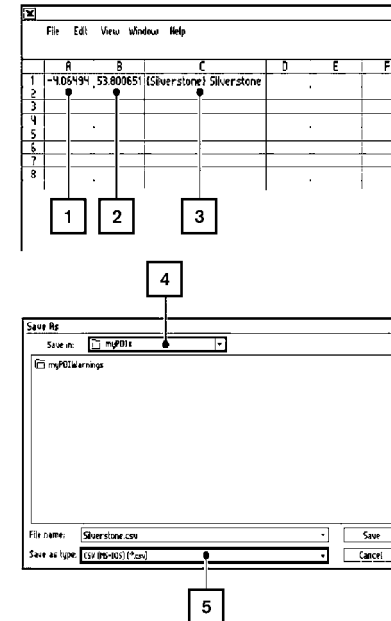 File Edit View Window Help
A B C D E F
1 -4.06494 53.800651 {Silverstone} Silverstone
2
3
4
5
6
7
8
1 2 3
4
Save As
Save in: myPOIs
myPOIWarnings
File name: Silverstone.csv Save
Save as type: CSV (MS-DOS) (*.csv) Cancel
5